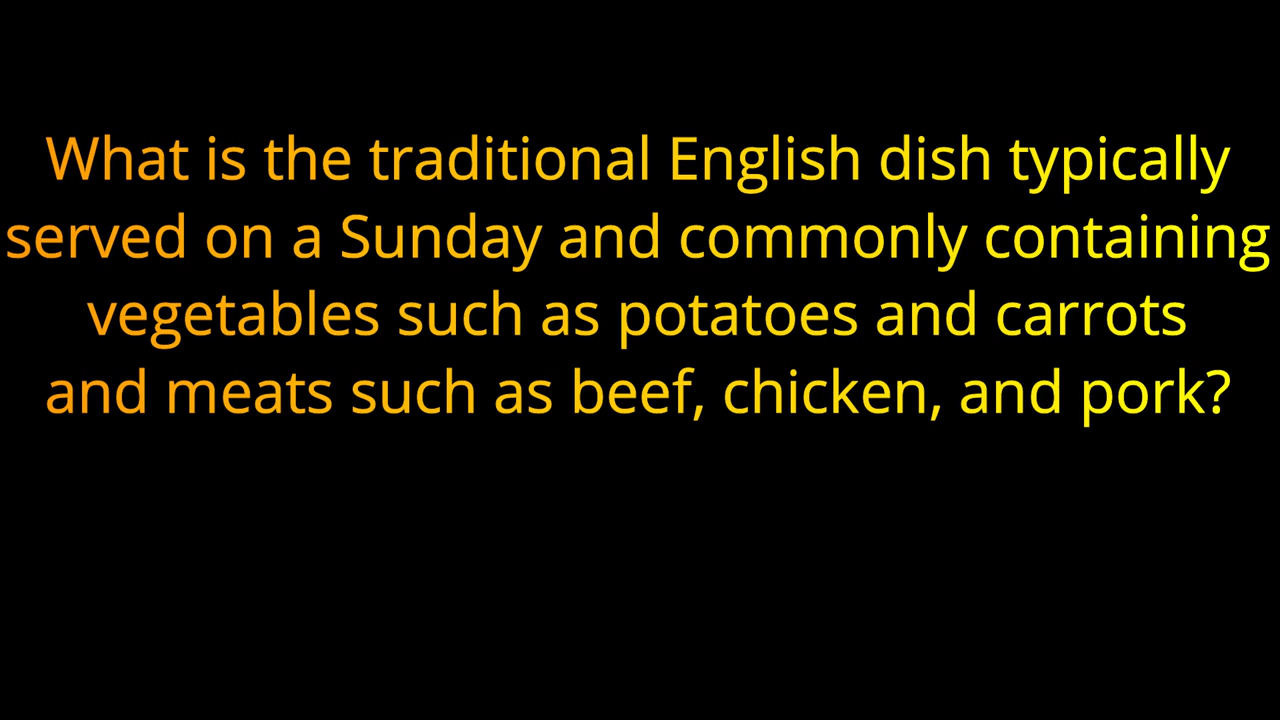 What is the traditional English dish typically
served on a Sunday and commonly containing
vegetables such as potatoes and carrots
and meats such as beef, chicken, and pork?